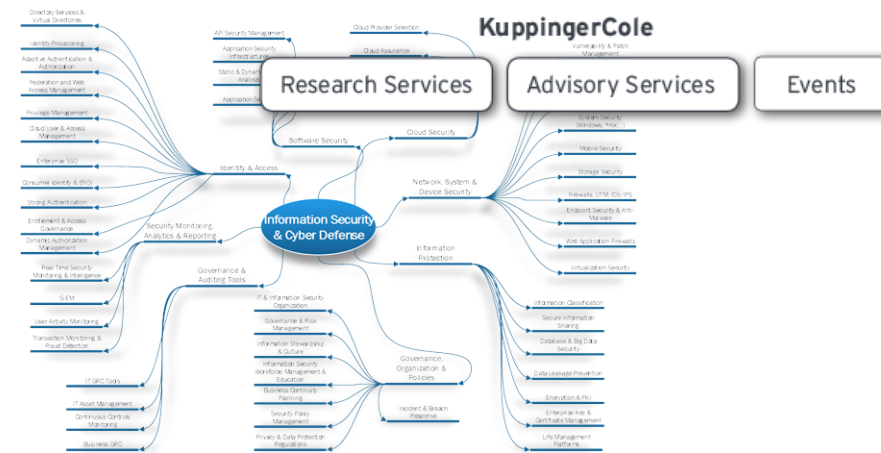 Directory Services &
Virtual Directories
Identity Provisioning
Adaptive Authentication &
Authorization
Federation and Web
Access Management
Privilege Management
Cloud User & Access
Management
Enterprise SSO
Consumer Identity & BYOI
Strong Authentication
Entitlement & Access
Governance
Dynamic Authorization
Management
Identity & Access
API Security Management
Application Security
Infrastructures
Static & Dynam
Application
Software Security
Cloud Provider Selection
Cloud Assurance
Cloud Security
KuppingerCole
Research Services
Advisory Services
Events
Vulnerability & Patch
Management
System Security
Mobile Security
Storage Security
Firewalls, UTM, IDS/IPS
Endpoint Security & Anti-
Malware
Web Application Firewalls
Virtualization Security
Network, System &
Device Security
Information Security
& Cyber Defense
Security Monitoring,
Analytics & Reporting
Real Time Security
Monitoring & Intelligence
SIEM
User Activity Monitoring
Transaction Monitoring &
Fraud Detection
Governance &
Auditing Tools
IT GRC Tools
IT Asset Management
Continuous Controls
Monitoring
Business GRC
IT & Information Security
Organization
Governance & Risk
Management
Information Stewardship
& Culture
Information Security
Workforce Management &
Education
Business Continuity
Planning
Security Policy
Management
Privacy & Data Protection
Regulations
Governance,
Organization &
Policies
Incident & Breach
Response
Information
Protection
Information Classification
Secure Information
Sharing
Database & Big Data
Security
Data Leakage Prevention
Encryption & PKI
Enterprise Key &
Certificate Management
Life Management
Platforms